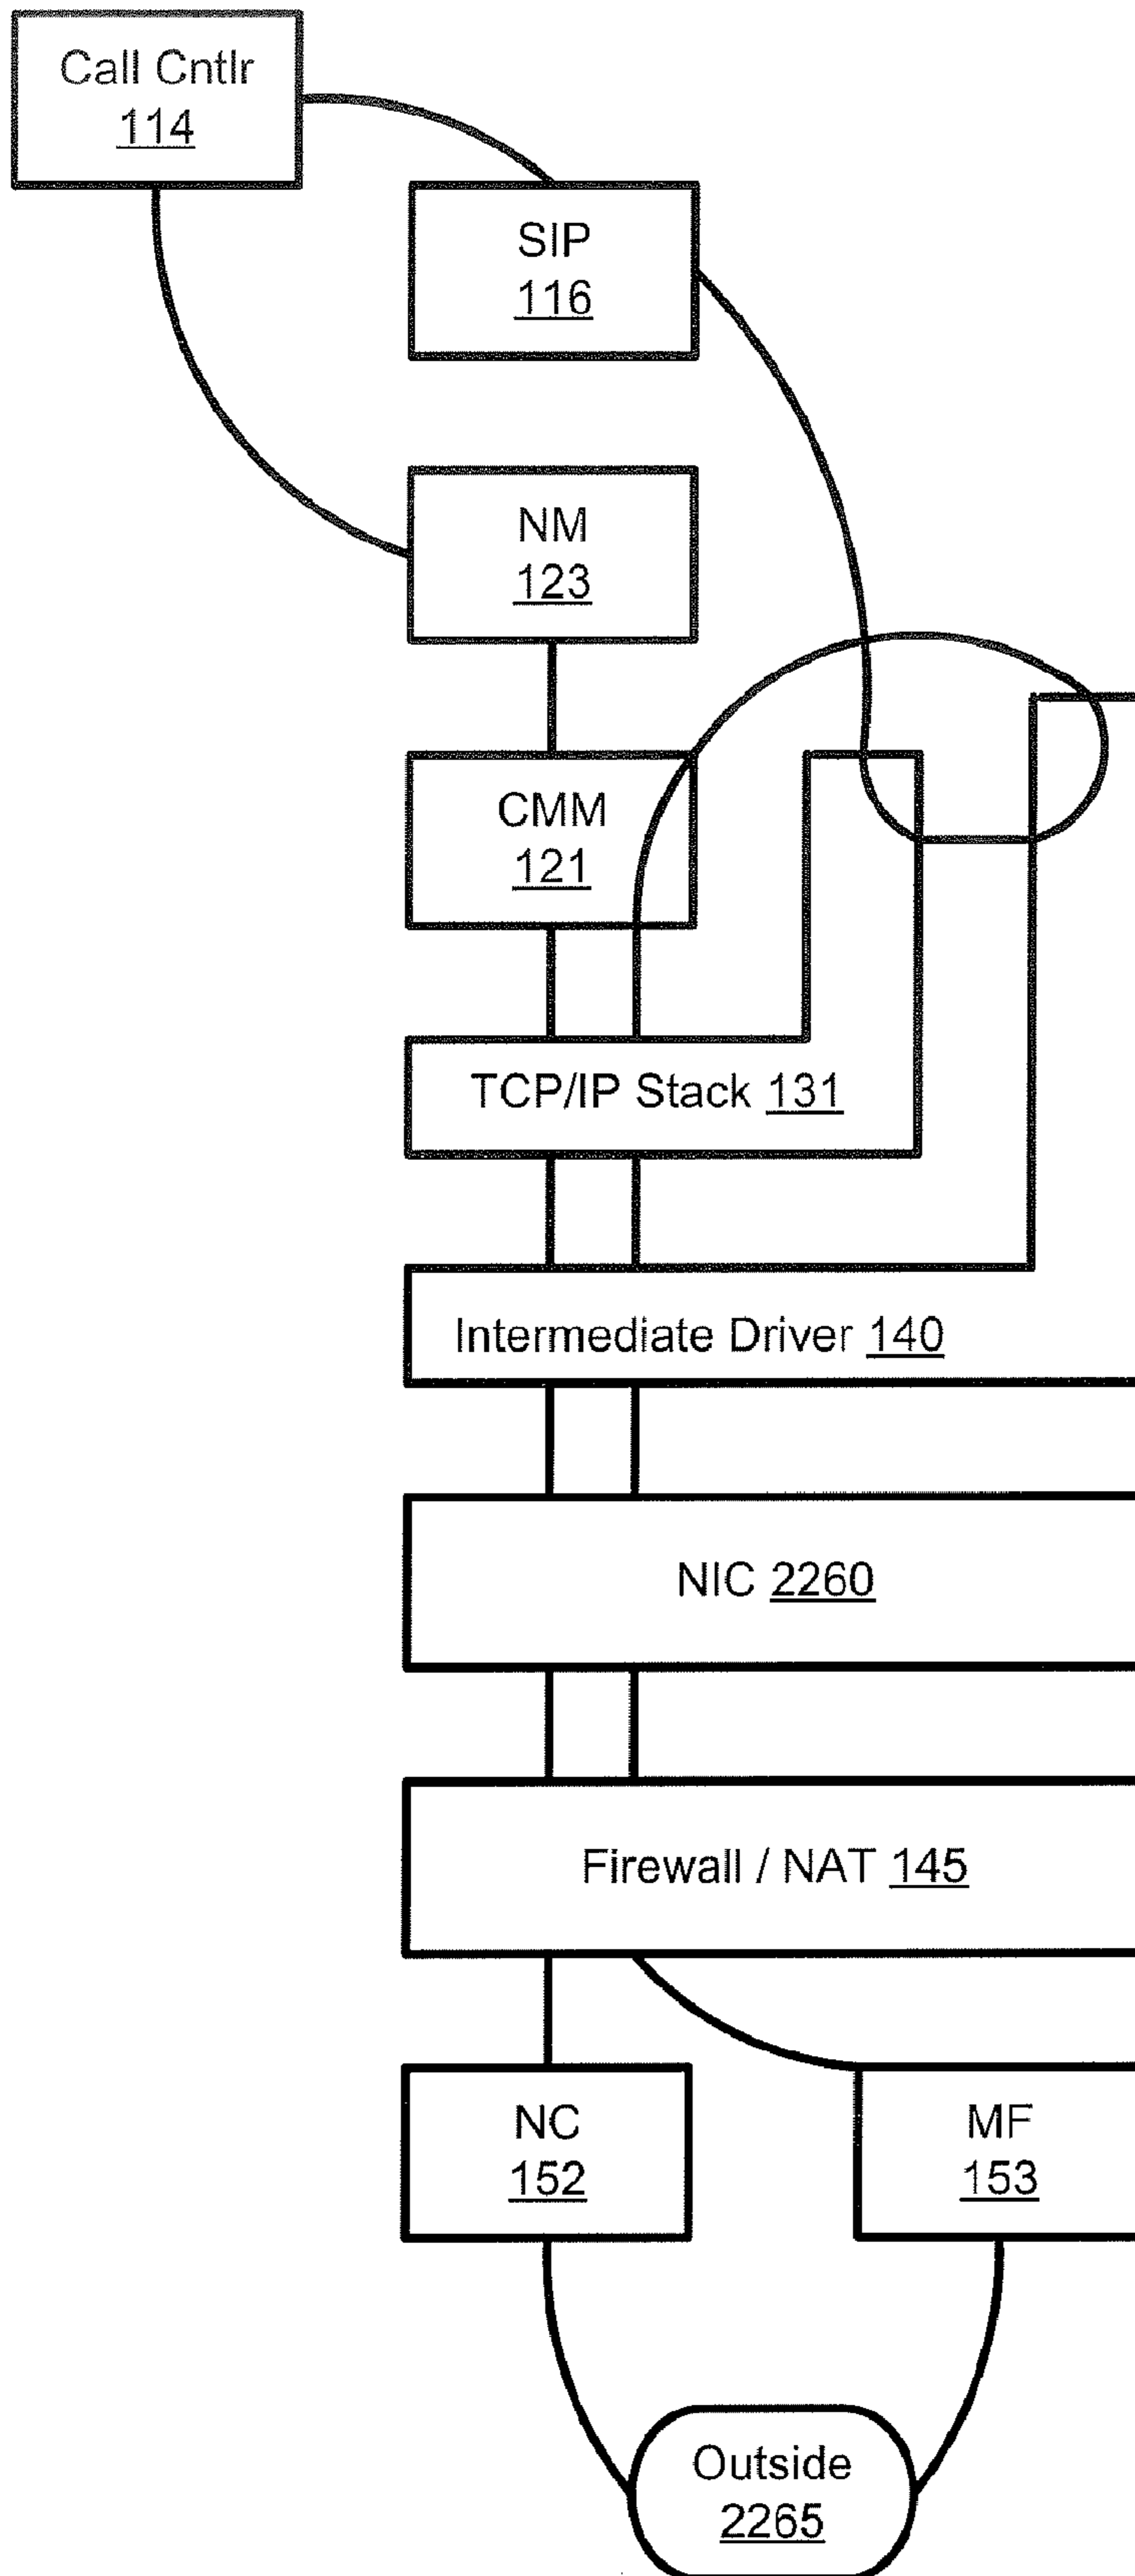 Call Cntlr
114
SIP
116
NM
123
CMM
121
TCP/IP Stack 131
Intermediate Driver 140
NIC 2260
Firewall / NAT 145
NC
152
MF
153
Outside
2265